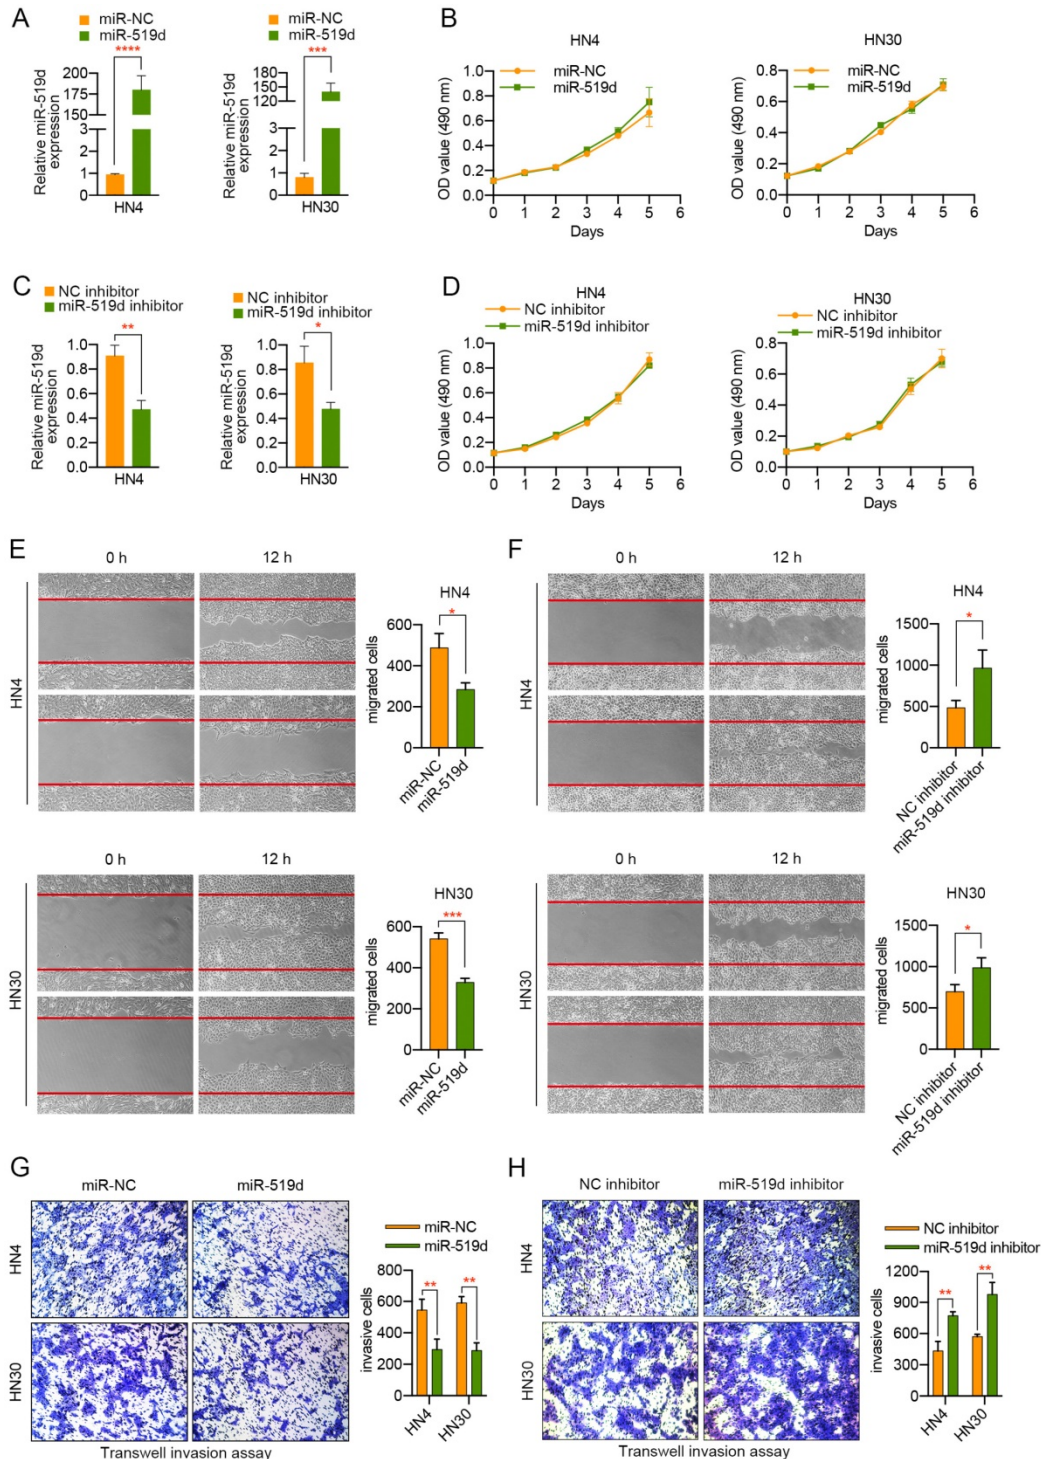 A
miR-NC
miR-519d
****
Relative miR-519d
expression
200
175
150
3
2
1
0
HN4
miR-NC
miR-519d
***
Relative miR-519d
expression
180
150
120
3
2
1
0
HN30
B
HN4
miR-NC
miR-519d
OD value (490 nm)
1.0
0.8
0.6
0.4
0.2
0.0
0 1 2 3 4 5 6
Days
HN30
miR-NC
miR-519d
OD value (490 nm)
0.8
0.6
0.4
0.2
0.0
0 1 2 3 4 5 6
Days
C
NC inhibitor
miR-519d inhibitor
**
Relative miR-519d
expression
1.0
0.8
0.6
0.4
0.2
0.0
HN4
NC inhibitor
miR-519d inhibitor
*
Relative miR-519d
expression
1.0
0.8
0.6
0.4
0.2
0.0
HN30
D
HN4
NC inhibitor
miR-519d inhibitor
OD value (490 nm)
1.0
0.8
0.6
0.4
0.2
0.0
0 1 2 3 4 5 6
Days
HN30
NC inhibitor
miR-519d inhibitor
OD value (490 nm)
0.8
0.6
0.4
0.2
0.0
0 1 2 3 4 5 6
Days
E
0 h 12 h
HN4
HN4
*
migrated cells
600
400
200
0
miR-NC
miR-519d
0 h 12 h
HN30
HN30
***
migrated cells
600
400
200
0
miR-NC
miR-519d
F
0 h 12 h
HN4
HN4
*
migrated cells
1500
1000
500
0
NC inhibitor
miR-519d inhibitor
0 h 12 h
HN30
HN30
*
migrated cells
1500
1000
500
0
NC inhibitor
miR-519d inhibitor
G
miR-NC miR-519d
HN4
HN30
Transwell invasion assay
miR-NC
miR-519d
** **
invasive cells
800
600
400
200
0
HN4 HN30
H
NC inhibitor miR-519d inhibitor
HN4
HN30
Transwell invasion assay
NC inhibitor
miR-519d inhibitor
** **
invasive cells
1200
900
600
300
0
HN4 HN30